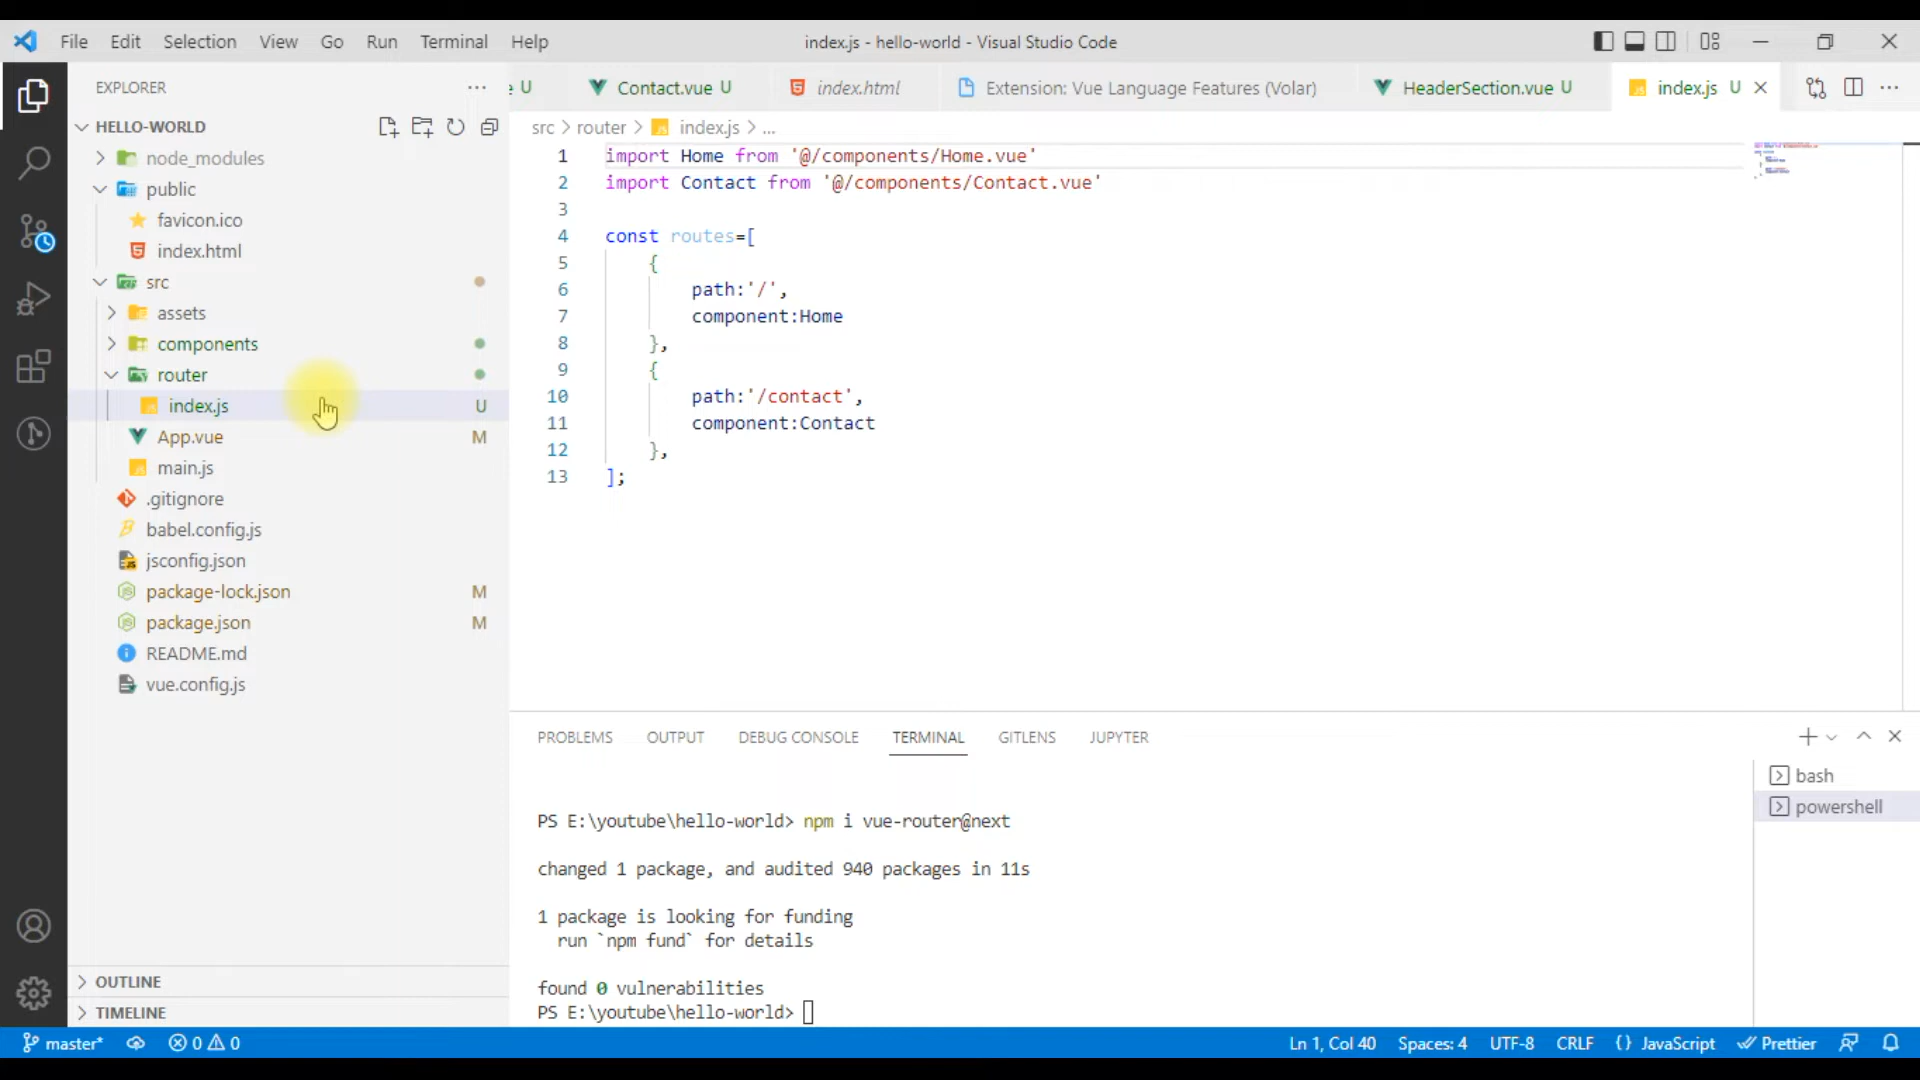 File Edit Selection View Go Run Terminal Help
index.js - hello-world - Visual Studio Code
EXPLORER
HELLO-WORLD
node_modules
public
favicon.ico
index.html
src
assets
components
router
index.js U
App.vue M
main.js
.gitignore
babel.config.js
jsconfig.json
package-lock.json M
package.json M
README.md
vue.config.js
OUTLINE
TIMELINE
U Contact.vue U index.html Extension: Vue Language Features (Volar) HeaderSection.vue U index.js U
src > router > index.js > ...
1 import Home from '@/components/Home.vue'
2 import Contact from '@/components/Contact.vue'
3
4 const routes=[
5 {
6 path:'/',
7 component:Home
8 },
9 {
10 path:'/contact',
11 component:Contact
12 },
13 ];
PROBLEMS OUTPUT DEBUG CONSOLE TERMINAL GITLENS JUPYTER
PS E:\youtube\hello-world> npm i vue-router@next
changed 1 package, and audited 940 packages in 11s
1 package is looking for funding
run `npm fund` for details
found 0 vulnerabilities
PS E:\youtube\hello-world>
bash
powershell
master* 0 0 Ln 1, Col 40 Spaces: 4 UTF-8 CRLF {} JavaScript Prettier